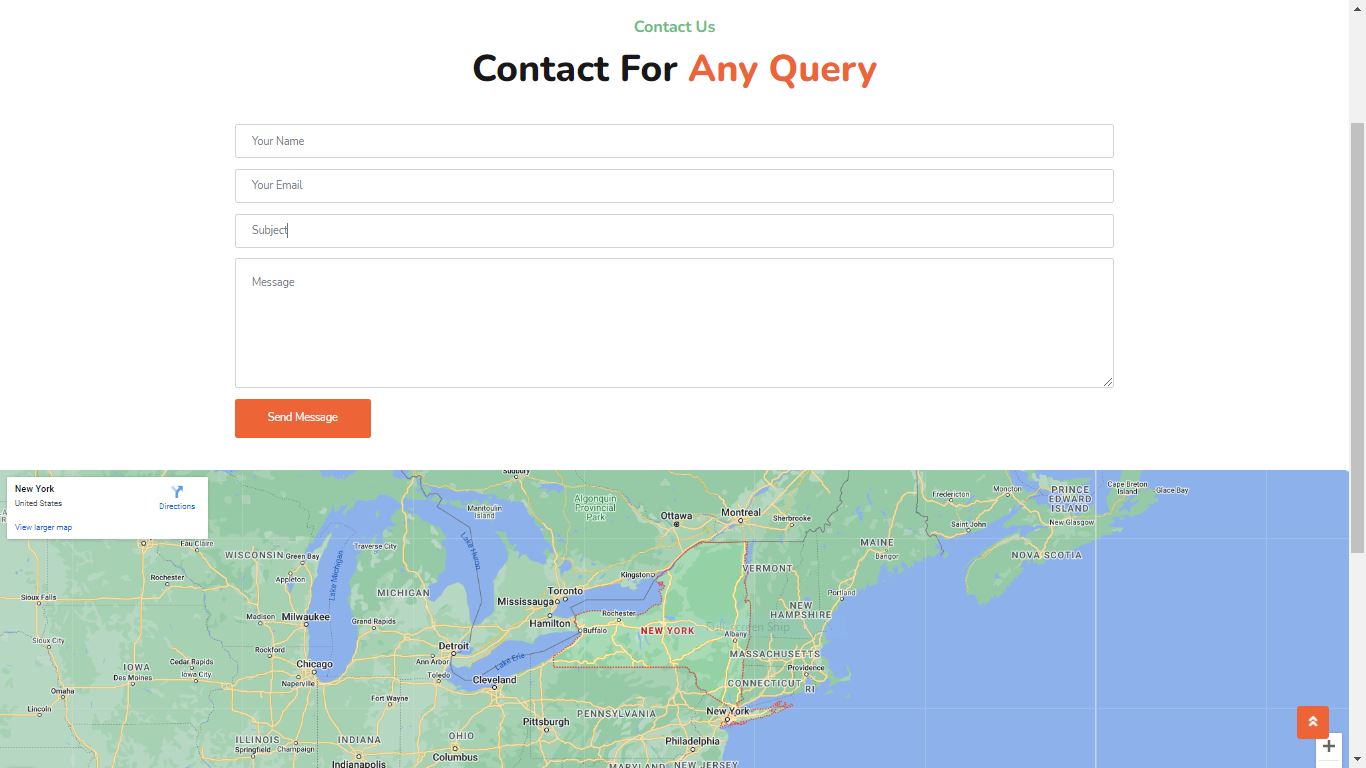 Contact Us
Contact For Any Query
Your Name
Your Email
Subject
Message
Send Message
New York
United States
Directions
View larger map
Sudbury
Algonquin
Provincial
Park
Ottawa
Montreal
Sherbrooke
Fredericton
Moncton
PRINCE
EDWARD
ISLAND
Cape Breton
Island
Glace Bay
New Glasgow
Saint John
NOVA SCOTIA
MAINE
Bangor
Manitoulin
Island
Lake Huron
Eau Claire
WISCONSIN
Green Bay
Traverse City
Lake Michigan
Appleton
Rochester
MICHIGAN
Kingston
VERMONT
Portland
Toronto
Mississauga
Hamilton
Rochester
Buffalo
NEW YORK
NEW
HAMPSHIRE
Albany
MASSACHUSETTS
Providence
CONNECTICUT
RI
Sioux Falls
Madison
Milwaukee
Grand Rapids
Sioux City
Rockford
Detroit
Ann Arbor
Lake Erie
IOWA
Cedar Rapids
Des Moines
Iowa City
Chicago
Naperville
Toledo
Cleveland
Omaha
Lincoln
Fort Wayne
Pittsburgh
PENNSYLVANIA
New York
Philadelphia
ILLINOIS
Springfield
Champaign
INDIANA
Indianapolis
OHIO
Columbus
MARYLAND
NEW JERSEY